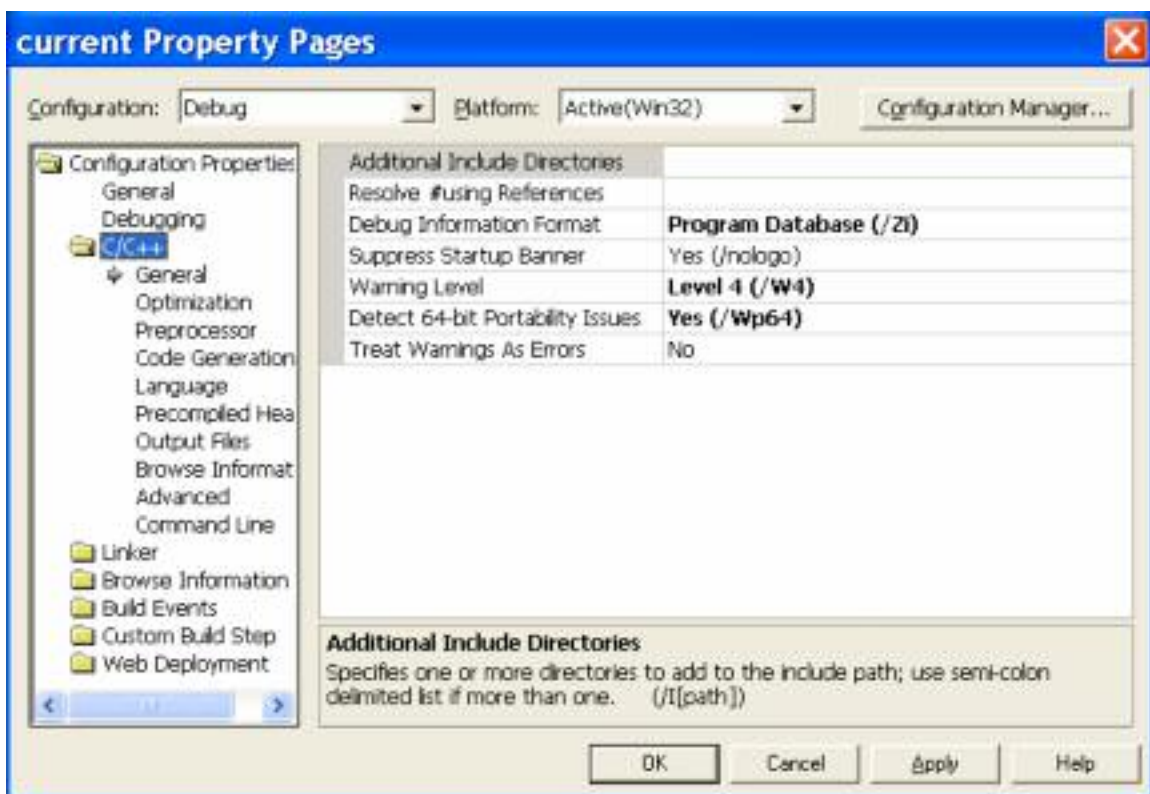 current Property Pages
Configuration: Debug Platform: Active(Win32) Configuration Manager...
Configuration Properties
General
Debugging
C/C++
General
Optimization
Preprocessor
Code Generation
Language
Precompiled Hea
Output Files
Browse Informat
Advanced
Command Line
Linker
Browse Information
Build Events
Custom Build Step
Web Deployment
Additional Include Directories
Resolve #using References
Debug Information Format Program Database (/Zi)
Suppress Startup Banner Yes (/nologo)
Warning Level Level 4 (/W4)
Detect 64-bit Portability Issues Yes (/Wp64)
Treat Warnings As Errors No
Additional Include Directories
Specifies one or more directories to add to the include path; use semi-colon
delimited list if more than one. (/I[path])
OK Cancel Apply Help